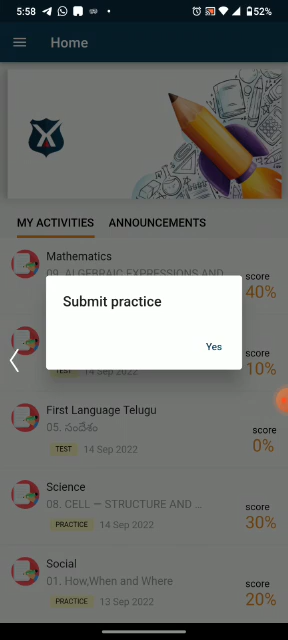 5:58
52%
Home
MY ACTIVITIES
ANNOUNCEMENTS
Mathematics
09. ALGEBRAIC EXPRESSIONS AND
score
40%
Submit practice
Yes
score
10%
TEST
14 Sep 2022
First Language Telugu
05. సందేశం
score
0%
TEST
14 Sep 2022
Science
08. CELL — STRUCTURE AND ...
score
30%
PRACTICE
14 Sep 2022
Social
01. How,When and Where
score
20%
PRACTICE
13 Sep 2022